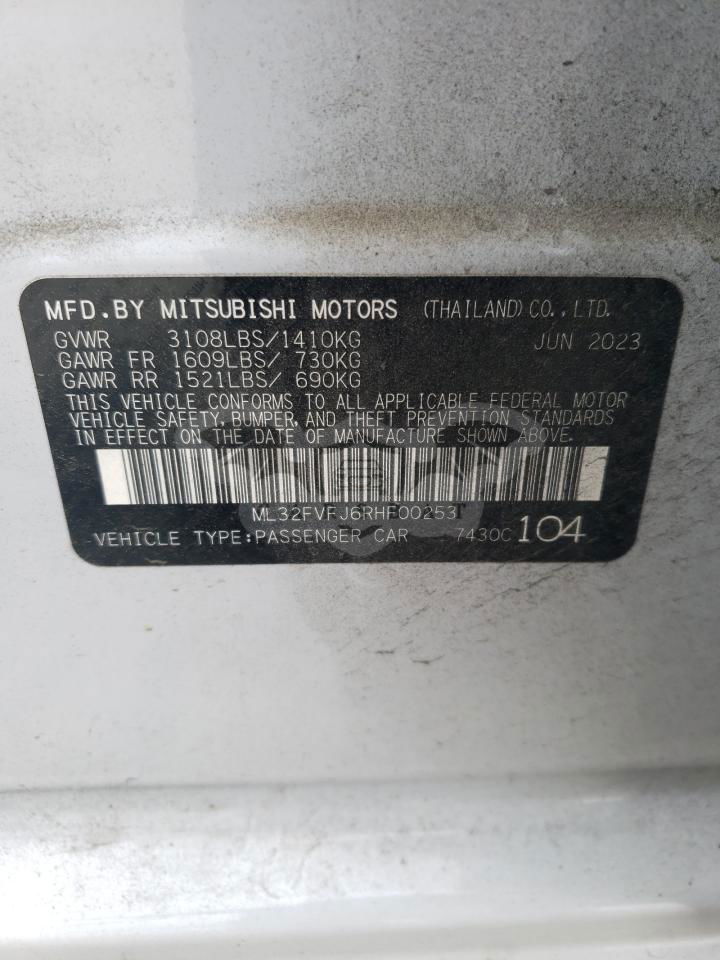 MFD.BY MITSUBISHI MOTORS (THAILAND)CO.,LTD.
GVWR 3108LBS/1410KG JUN 2023
GAWR FR 1609LBS/ 730KG
GAWR RR 1521LBS/ 690KG
THIS VEHICLE CONFORMS TO ALL APPLICABLE FEDERAL MOTOR
VEHICLE SAFETY, BUMPER, AND THEFT PREVENTION STANDARDS
IN EFFECT ON THE DATE OF MANUFACTURE SHOWN ABOVE.
ML32FVFJ6RHF00253
VEHICLE TYPE:PASSENGER CAR 7430C 104